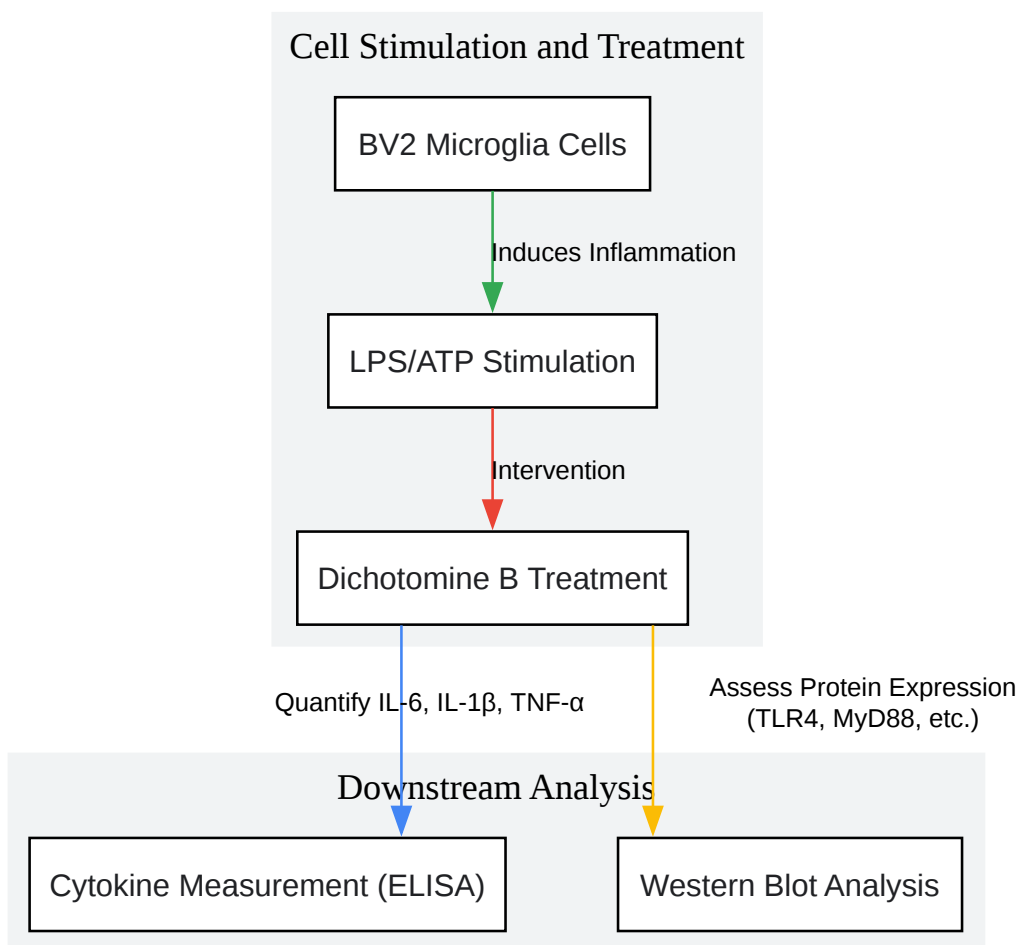 Cell Stimulation and Treatment
BV2 Microglia Cells
Induces Inflammation
LPS/ATP Stimulation
Intervention
Dichotomine B Treatment
Quantify IL-6, IL-1β, TNF-α
Assess Protein Expression
(TLR4, MyD88, etc.)
Downstream Analysis
Cytokine Measurement (ELISA)
Western Blot Analysis